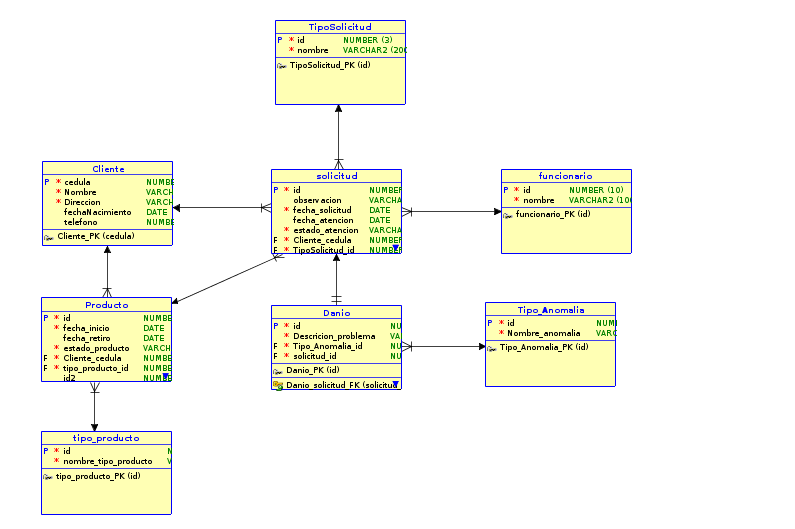 TipoSolicitud
P * id NUMBER (3)
* nombre VARCHAR2 (200
TipoSolicitud_PK (id)
Cliente
P * cedula NUMBE
* Nombre VARCH
* Direccion VARCH
fechaNacimiento DATE
telefono NUMBE
Cliente_PK (cedula)
solicitud
P * id NUMBER
observacion VARCHA
* fecha_solicitud DATE
fecha_atencion DATE
* estado_atencion VARCHA
F * Cliente_cedula NUMBER
F * TipoSolicitud_id NUMBER
funcionario
P * id NUMBER (10)
* nombre VARCHAR2 (10
funcionario_PK (id)
Producto
P * id NUMBE
* fecha_inicio DATE
fecha_retiro DATE
* estado_producto VARCH
F * Cliente_cedula NUMBE
F * tipo_producto_id NUMBE
id2 NUMBE
Danio
P * id NU
* Descricion_problema VA
F * Tipo_Anomalia_id NU
F * solicitud_id NU
Danio_PK (id)
Danio_solicitud_FK (solicitud_
Tipo_Anomalia
P * id NUM
* Nombre_anomalia VARC
Tipo_Anomalia_PK (id)
tipo_producto
P * id N
* nombre_tipo_producto V
tipo_producto_PK (id)